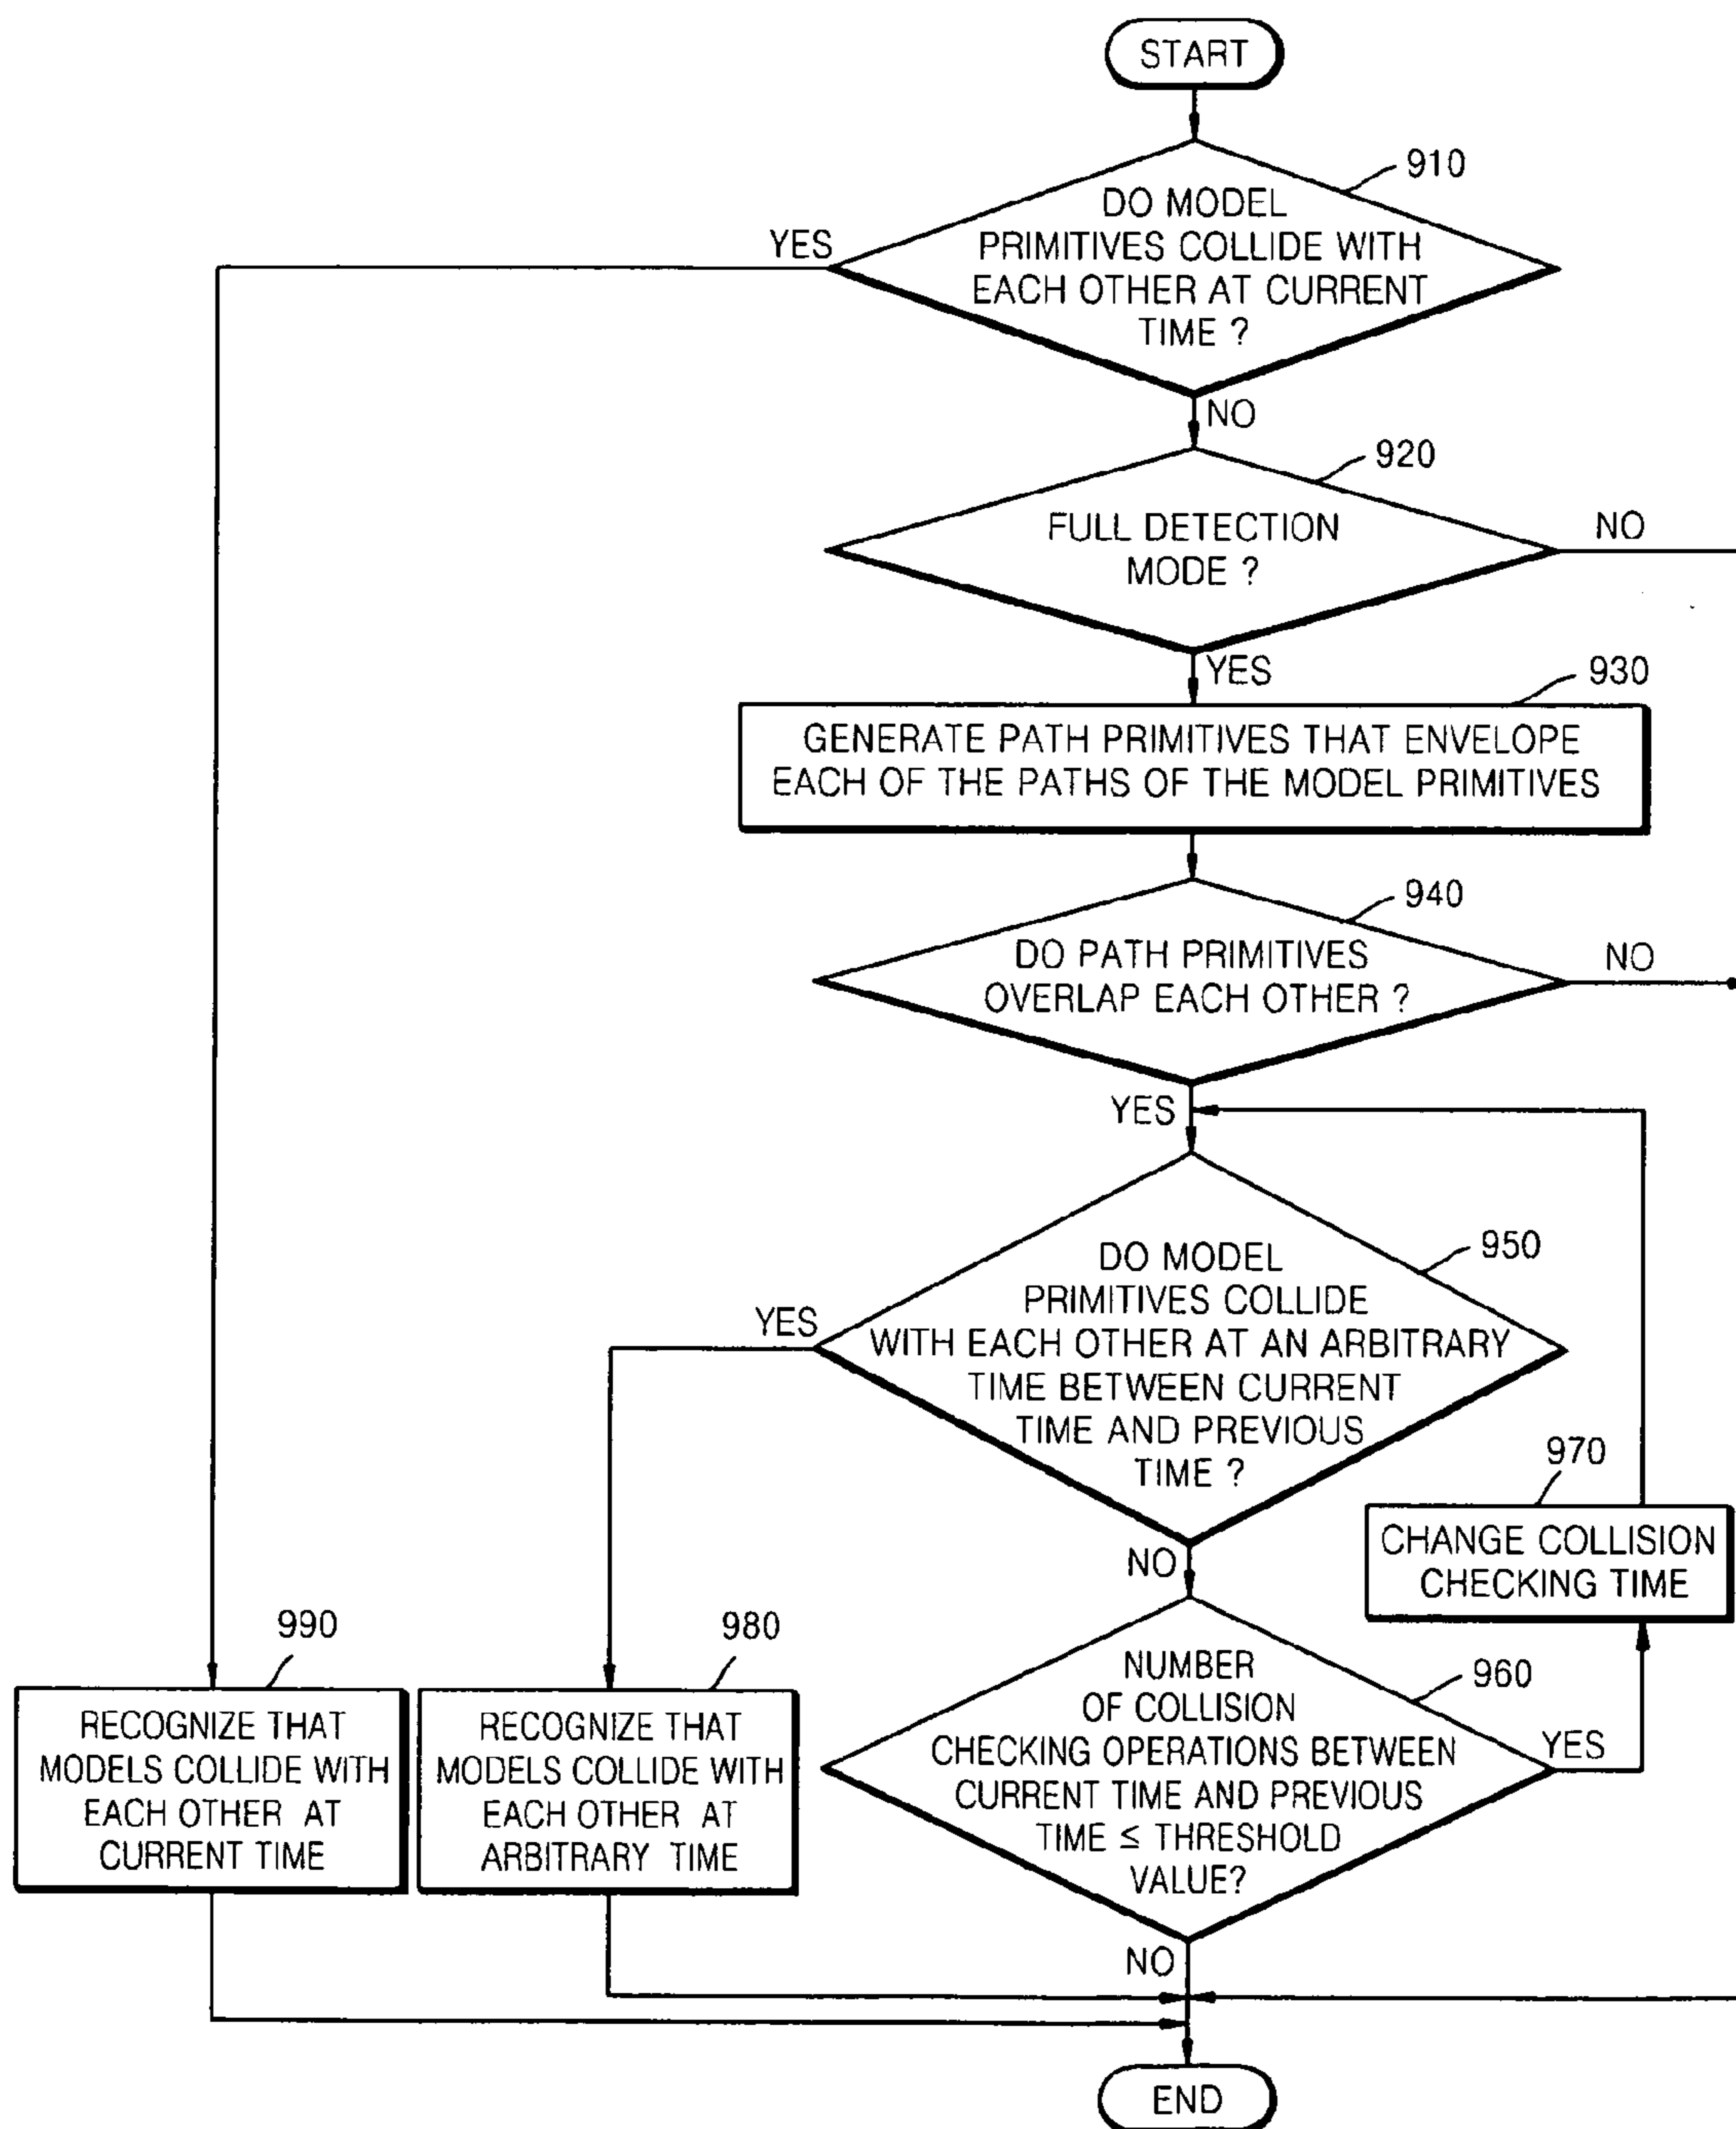 START
910
DO MODEL
PRIMITIVES COLLIDE WITH
EACH OTHER AT CURRENT
TIME ?
YES
NO
920
FULL DETECTION
MODE ?
NO
YES
930
GENERATE PATH PRIMITIVES THAT ENVELOPE
EACH OF THE PATHS OF THE MODEL PRIMITIVES
940
DO PATH PRIMITIVES
OVERLAP EACH OTHER ?
NO
YES
950
DO MODEL
PRIMITIVES COLLIDE
WITH EACH OTHER AT AN ARBITRARY
TIME BETWEEN CURRENT
TIME AND PREVIOUS
TIME ?
YES
NO
970
CHANGE COLLISION
CHECKING TIME
960
NUMBER
OF COLLISION
CHECKING OPERATIONS BETWEEN
CURRENT TIME AND PREVIOUS
TIME ≤ THRESHOLD
VALUE?
YES
NO
990
RECOGNIZE THAT
MODELS COLLIDE WITH
EACH OTHER AT
CURRENT TIME
980
RECOGNIZE THAT
MODELS COLLIDE WITH
EACH OTHER AT
ARBITRARY TIME
END